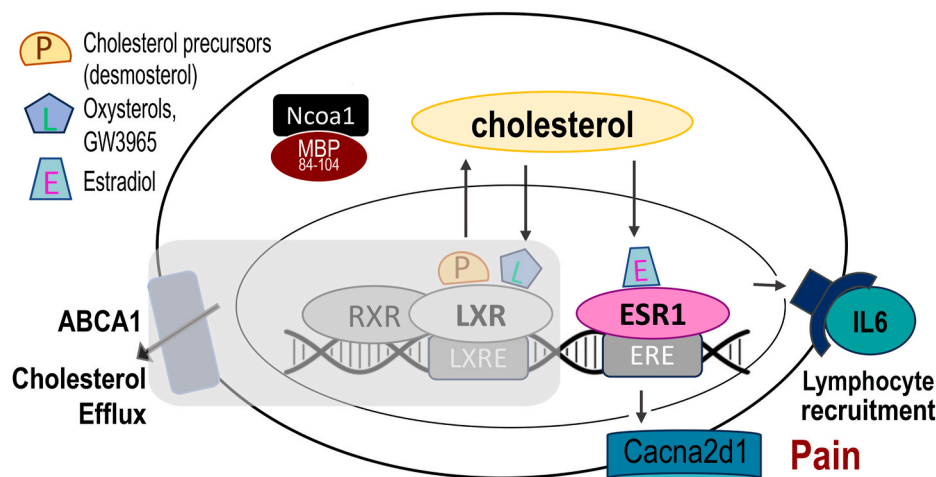 P
Cholesterol precursors
(desmosterol)
L
Oxysterols,
GW3965
E
Estradiol
Ncoa1
MBP
84-104
cholesterol
P
L
E
RXR
LXR
ESR1
LXRE
ERE
ABCA1
Cholesterol
Efflux
IL6
Lymphocyte
recruitment
Cacna2d1
Pain